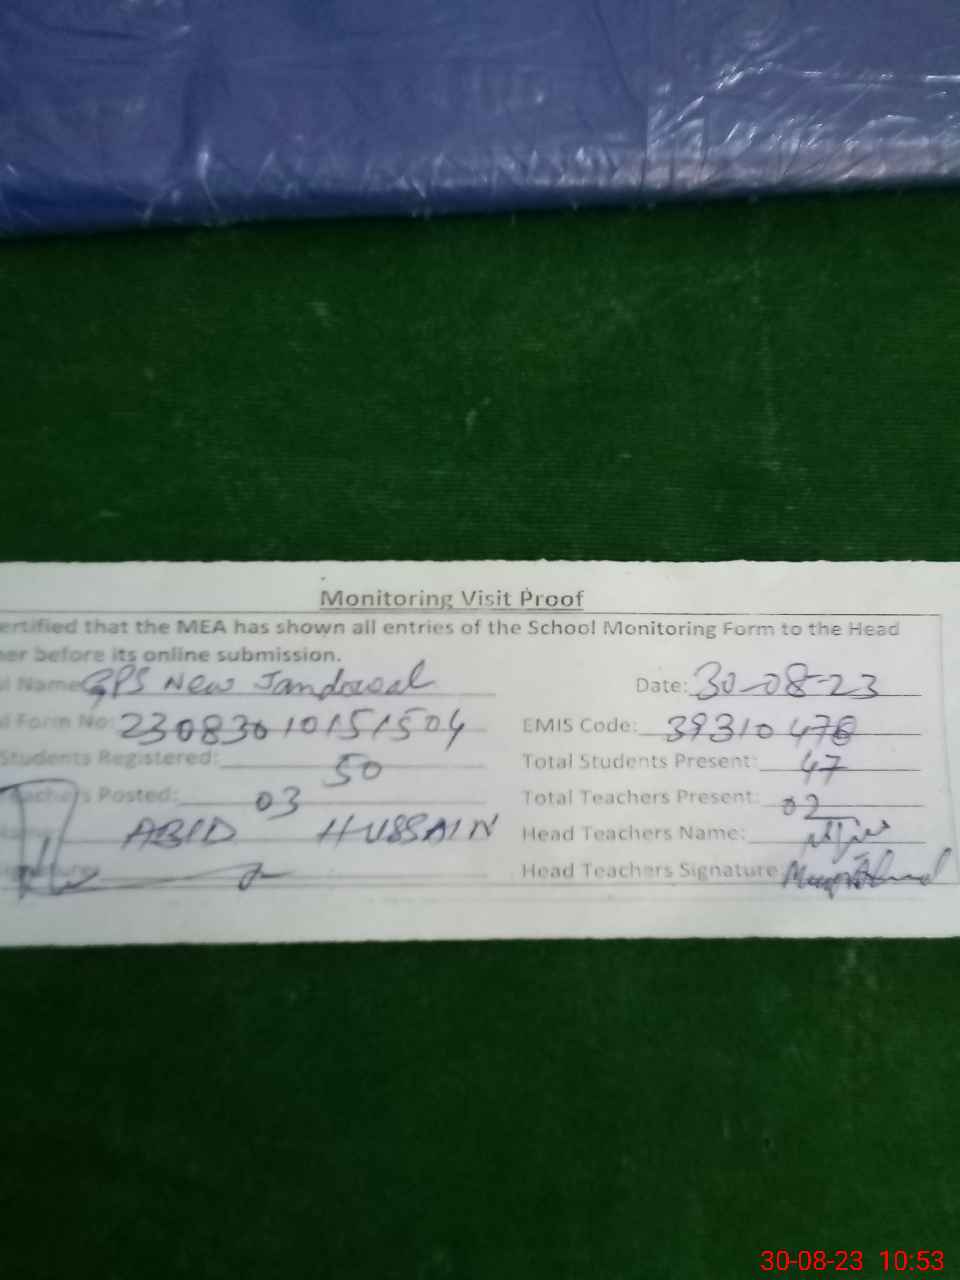 Monitoring Visit Proof
ertified that the MEA has shown all entries of the School Monitoring Form to the Head
er before its online submission.
l Name GPS New Date: 30-08-23
l Form No: 23083010151504 EMIS Code: 39310476
Students Registered: 50 Total Students Present: 47
achers Posted: 03 Total Teachers Present: 02
ABID HUSSAIN Head Teachers Name:
Head Teachers Signature
30-08-23 10:53